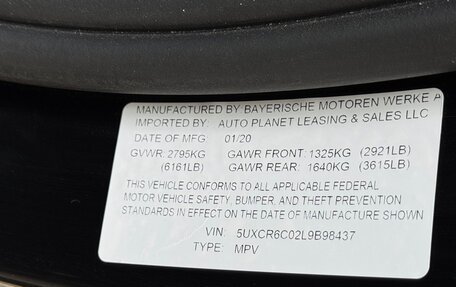 MANUFACTURED BY: BAYERISCHE MOTOREN WERKE A
IMPORTED BY: AUTO PLANET LEASING & SALES LLC
DATE OF MFG: 01/20
GVWR: 2795KG GAWR FRONT: 1325KG (2921LB)
(6161LB) GAWR REAR: 1640KG (3615LB)
THIS VEHICLE CONFORMS TO ALL APPLICABLE FEDERAL
MOTOR VEHICLE SAFETY, BUMPER, AND THEFT PREVENTION
STANDARDS IN EFFECT ON THE DATE OF MANUFACTURE SHOWN
VIN: 5UXCR6C02L9B98437
TYPE: MPV